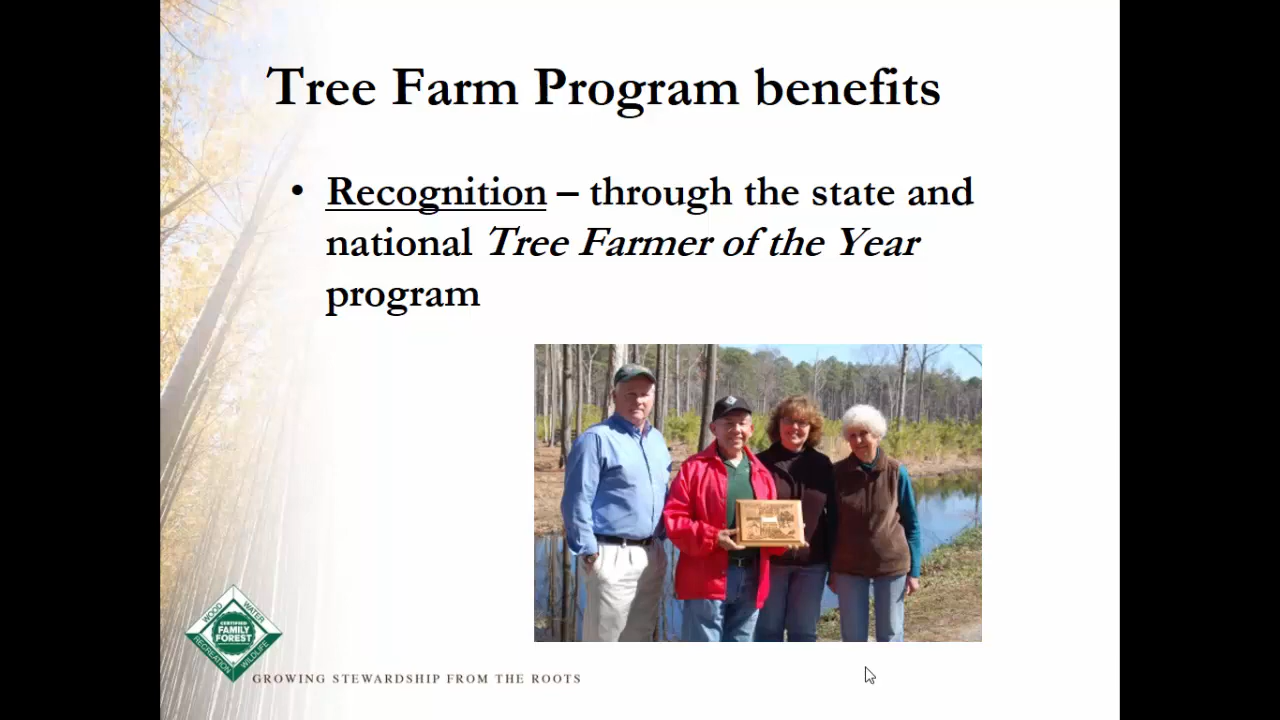 Tree Farm Program benefits
• Recognition – through the state and
national Tree Farmer of the Year
program
WOOD
WATER
CERTIFIED
FAMILY
FOREST
RECREATION
WILDLIFE
GROWING STEWARDSHIP FROM THE ROOTS